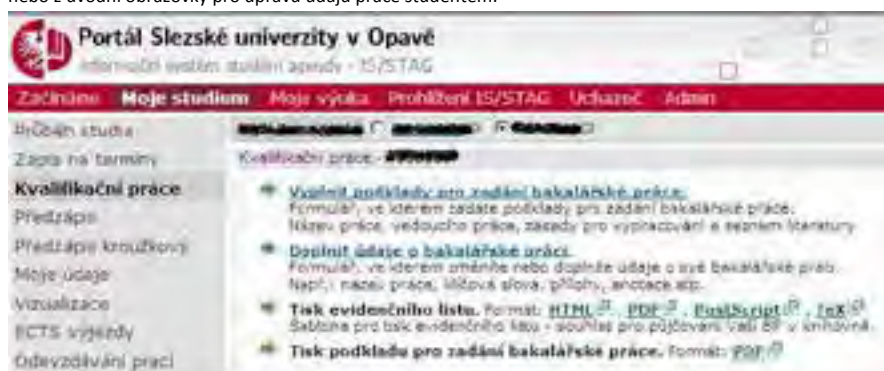 nebo z úvodní obrazovky pro úpravu údajů práce studentem.
Portál Slezské univerzity v Opavě
informační systém studijní agendy - IS/STAG
Začínáme Moje studium Moje výuka Prohlížení IS/STAG Uchazeč Admin
Průběh studia
Zápis na termíny
Kvalifikační práce -
Kvalifikační práce
Vyplnit podklady pro zadání bakalářské práce.
Formulář, ve kterém zadáte podklady pro zadání bakalářské práce.
Předzápis
Název práce, vedoucího práce, zásady pro vypracování a seznam literatury.
Předzápis kroužkový
Doplnit údaje o bakalářské práci.
Formulář, ve kterém změníte nebo doplníte údaje o své bakalářské práci.
Moje údaje
Např.: název práce, klíčová slova, přílohy, anotace atp.
Vizualizace
Tisk evidenčního listu. Formát: HTML, PDF, PostScript, TeX
ECTS výjezdy
Šablona pro tisk evidenčního listu - souhlas pro půjčování Vaší BP v knihovně.
Odevzdávání prací
Tisk podkladu pro zadání bakalářské práce. Formát: PDF